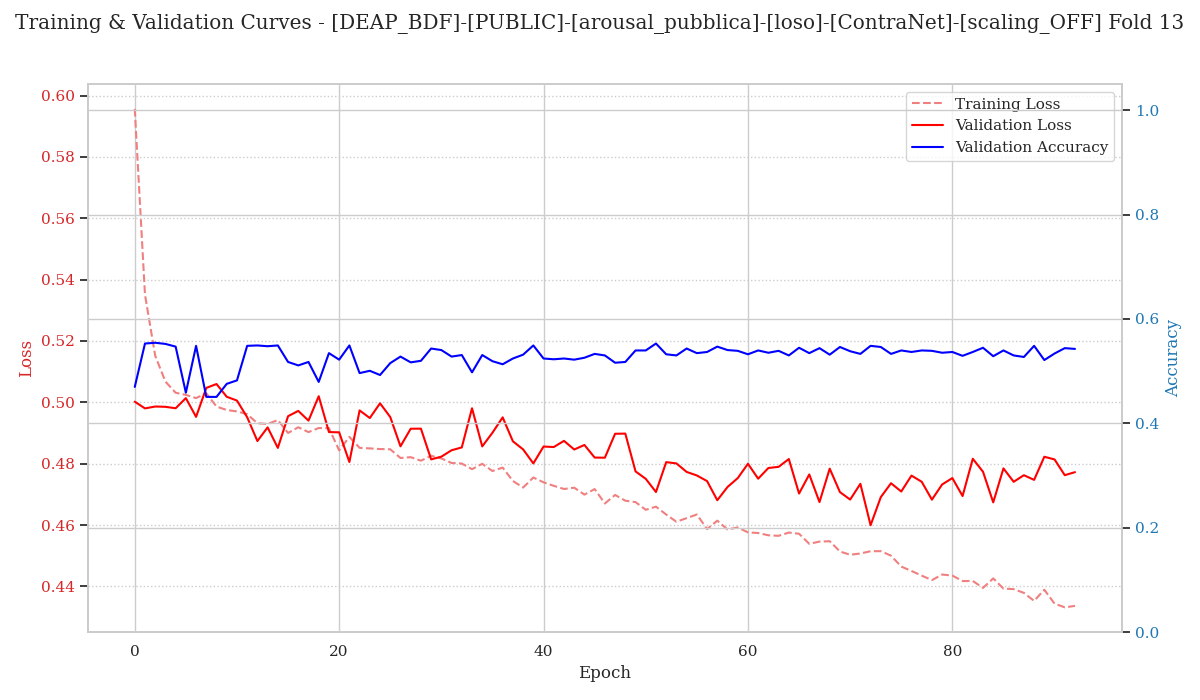 Training & Validation Curves - [DEAP_BDF]-[PUBLIC]-[arousal_pubblica]-[loso]-[ContraNet]-[scaling_OFF] Fold 13
Training Loss
Validation Loss
Validation Accuracy
Loss
0.60
0.58
0.56
0.54
0.52
0.50
0.48
0.46
0.44
1.0
0.8
0.6
0.4
0.2
0.0
Accuracy
0
20
40
60
80
Epoch